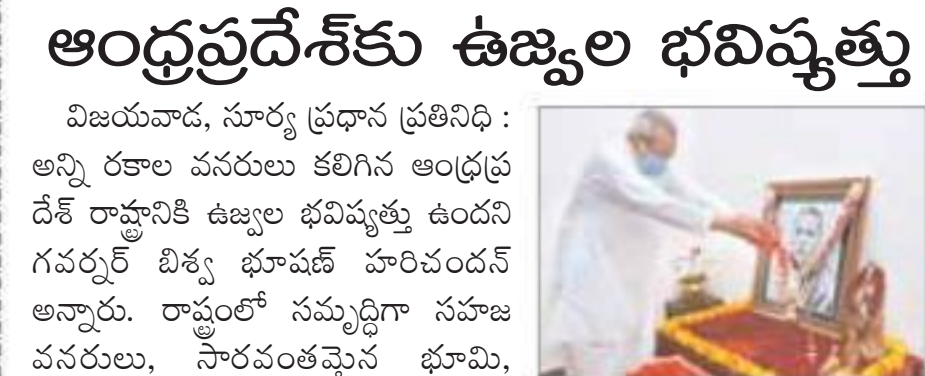 ఆంధ్రప్రదేశ్‌కు ఉజ్వల భవిష్యత్తు
విజయవాడ, సూర్య ప్రధాన ప్రతినిధి :
అన్ని రకాల వనరులు కలిగిన ఆంధ్రప్ర
దేశ్ రాష్ట్రానికి ఉజ్వల భవిష్యత్తు ఉందని
గవర్నర్ బిశ్వ భూషణ్ హరిచందన్
అన్నారు. రాష్ట్రంలో సమృద్ధిగా సహజ
వనరులు, సారవంతమైన భూమి,